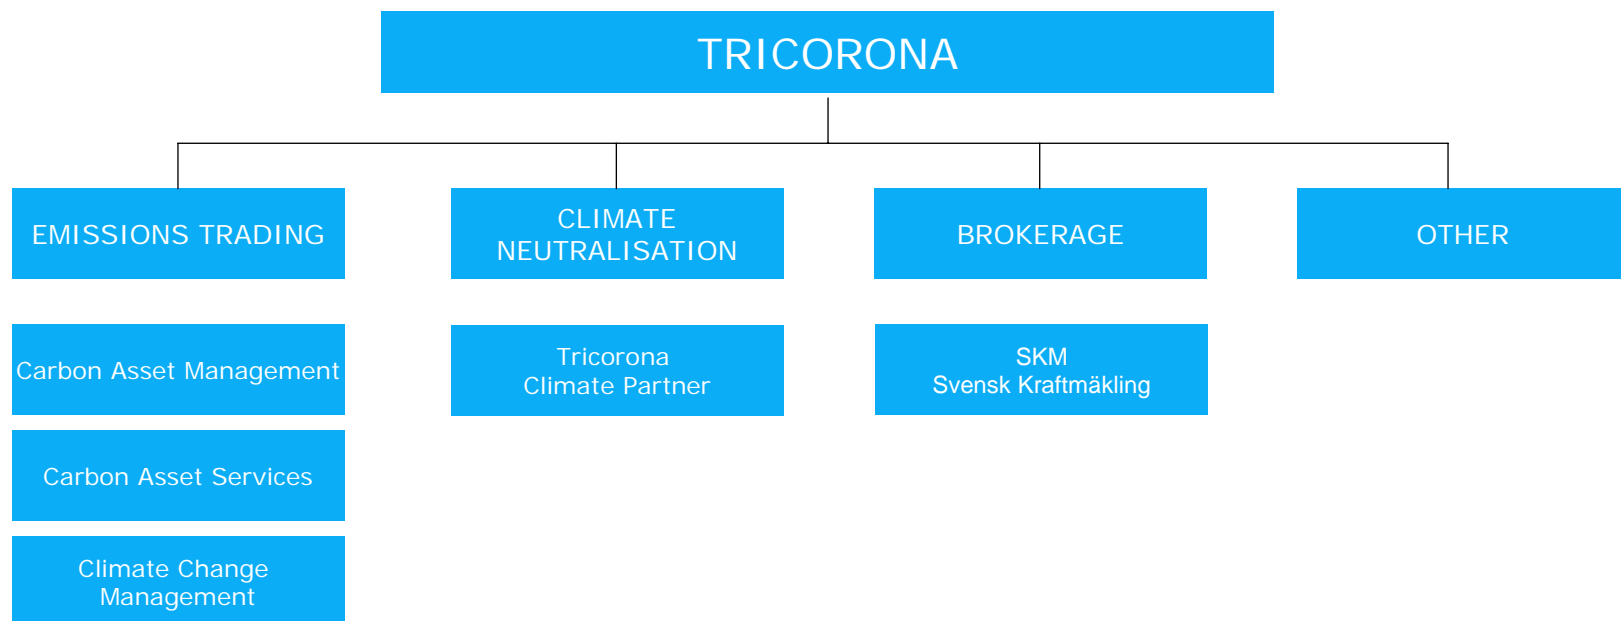 TRICORONA
EMISSIONS TRADING
CLIMATE
NEUTRALISATION
BROKERAGE
OTHER
Carbon Asset Management
Tricorona
Climate Partner
SKM
Svensk Kraftmäkling
Carbon Asset Services
Climate Change
Management